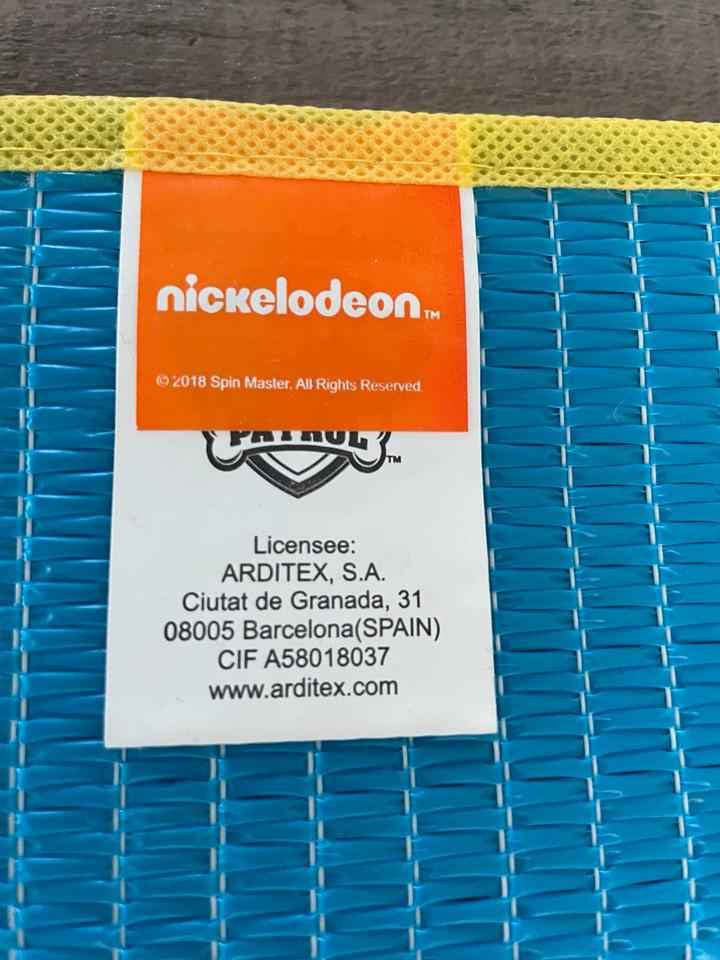 nickelodeon™
© 2018 Spin Master. All Rights Reserved.
PATROL™
Licensee:
ARDITEX, S.A.
Ciutat de Granada, 31
08005 Barcelona(SPAIN)
CIF A58018037
www.arditex.com